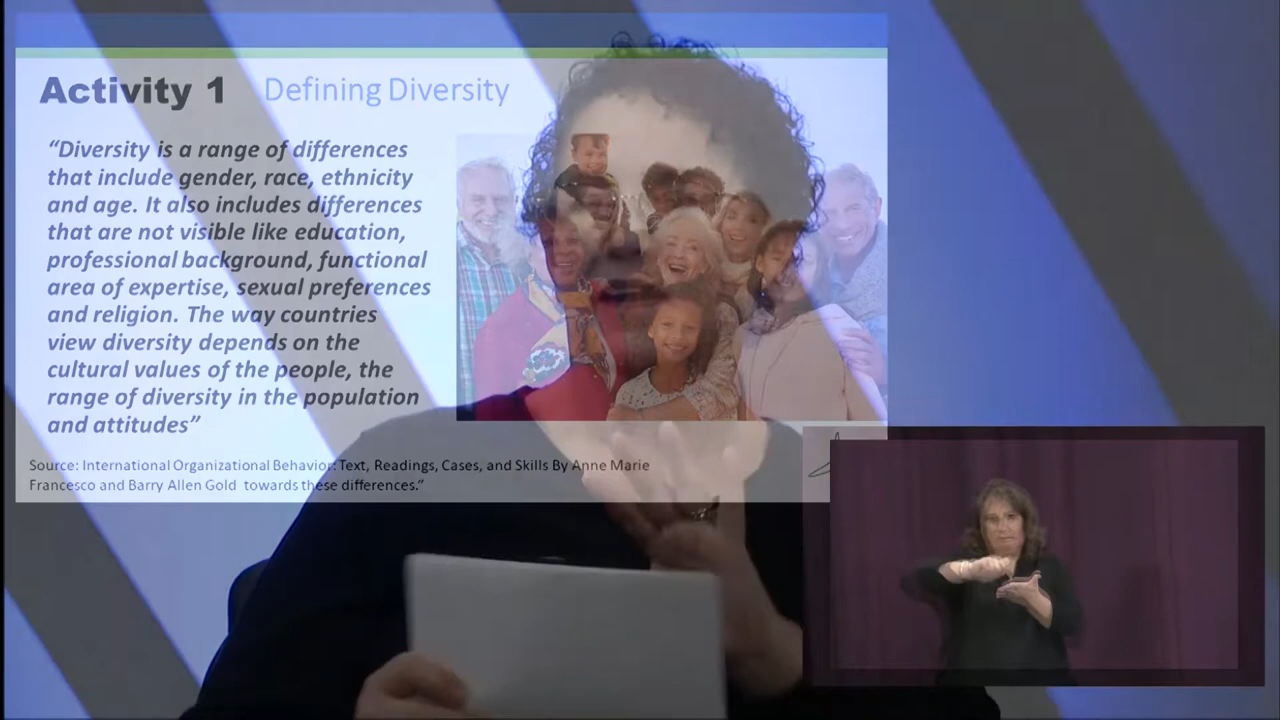 Activity 1 Defining Diversity
“Diversity is a range of differences
that include gender, race, ethnicity
and age. It also includes differences
that are not visible like education,
professional background, functional
area of expertise, sexual preferences
and religion. The way countries
view diversity depends on the
cultural values of the people, the
range of diversity in the population
and attitudes”
Source: International Organizational Behavior: Text, Readings, Cases, and Skills By Anne Marie
Francesco and Barry Allen Gold towards these differences.”